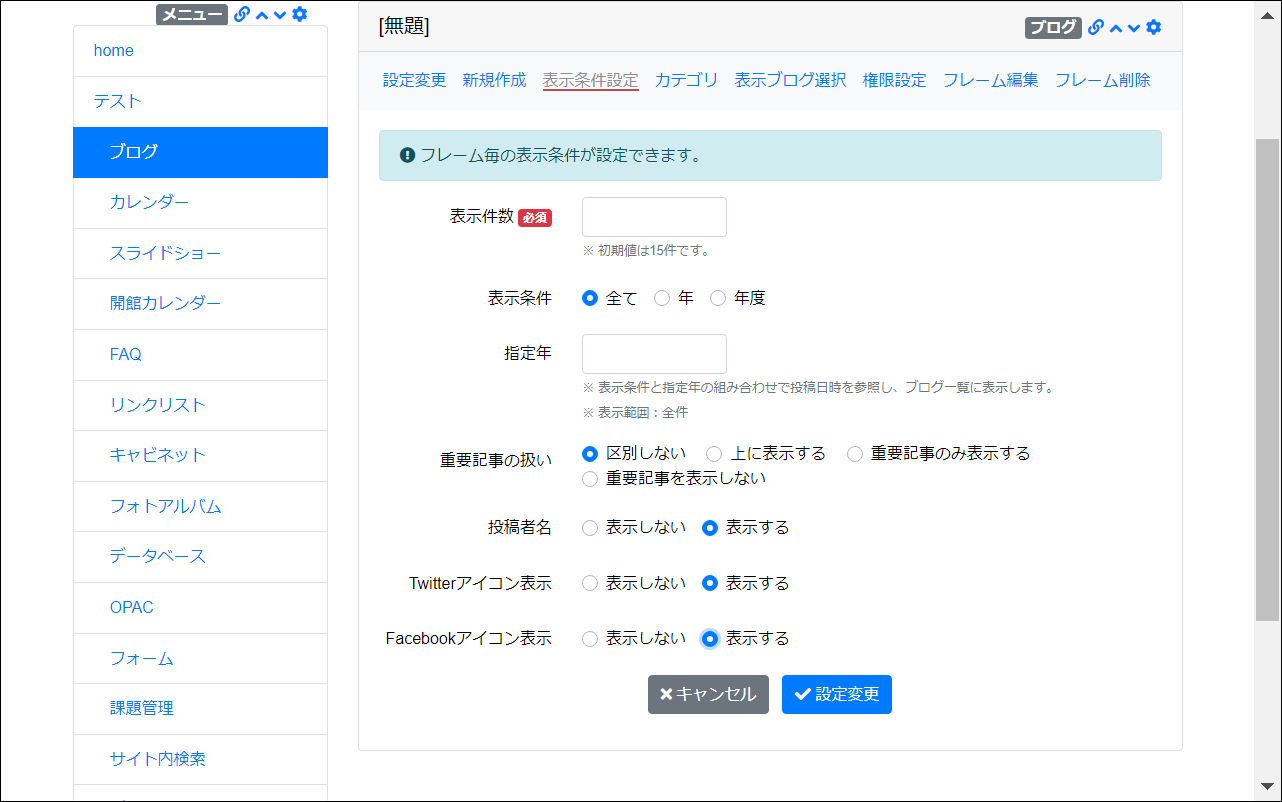 メニュー
home
テスト
ブログ
カレンダー
スライドショー
開館カレンダー
FAQ
リンクリスト
キャビネット
フォトアルバム
データベース
OPAC
フォーム
課題管理
サイト内検索
[無題]
ブログ
設定変更 新規作成 表示条件設定 カテゴリ 表示ブログ選択 権限設定 フレーム編集 フレーム削除
フレーム毎の表示条件が設定できます。
表示件数 必須
※ 初期値は15件です。
表示条件 全て 年 年度
指定年
※ 表示条件と指定年の組み合わせで投稿日時を参照し、ブログ一覧に表示します。
※ 表示範囲：全件
重要記事の扱い 区別しない 上に表示する 重要記事のみ表示する
重要記事を表示しない
投稿者名 表示しない 表示する
Twitterアイコン表示 表示しない 表示する
Facebookアイコン表示 表示しない 表示する
キャンセル 設定変更